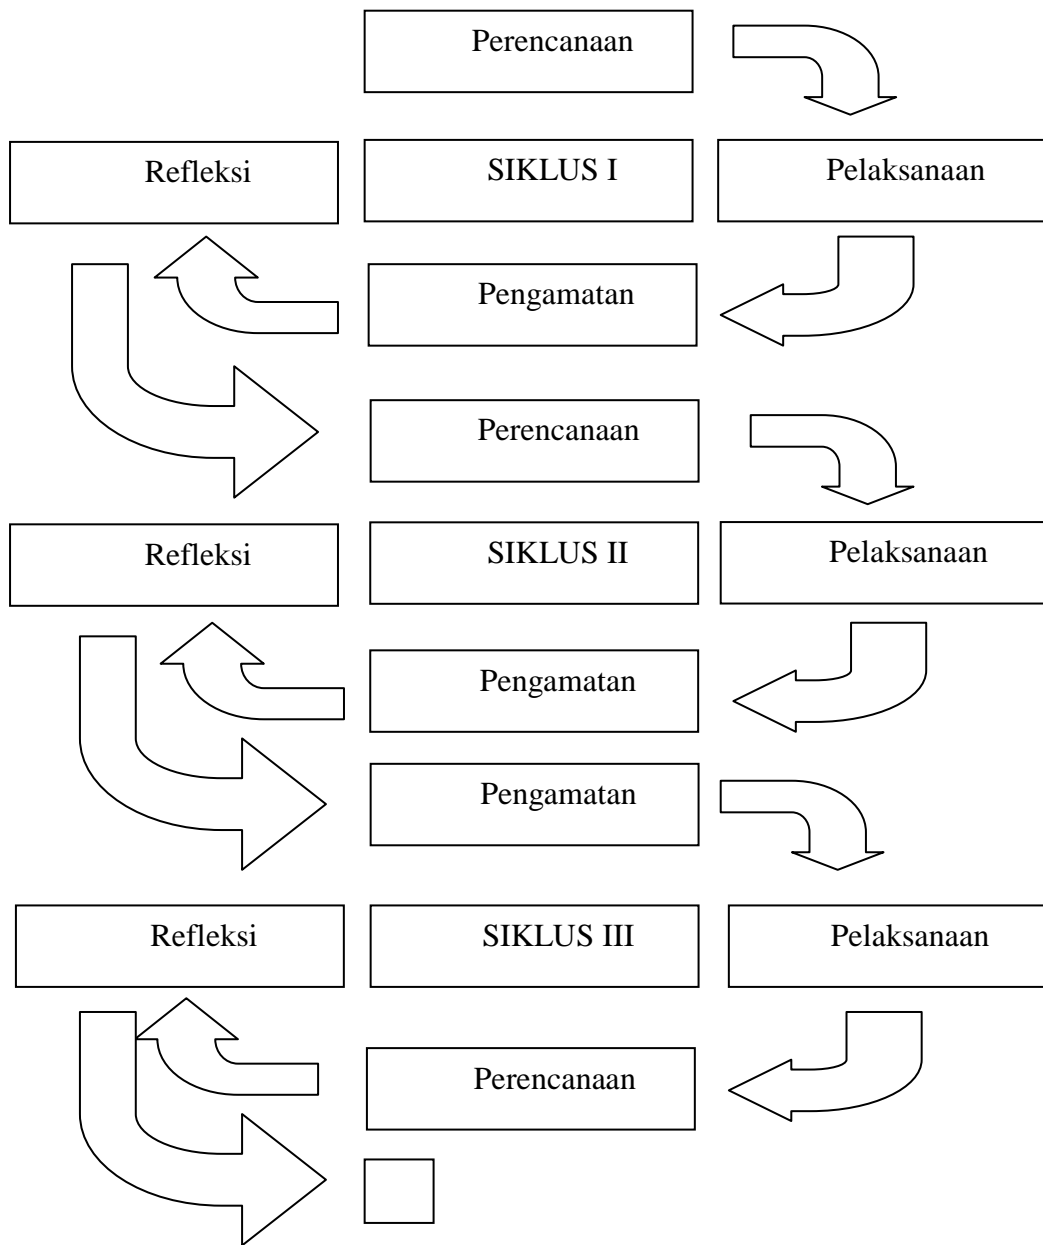 Perencanaan
Refleksi
SIKLUS I
Pelaksanaan
Pengamatan
Perencanaan
Refleksi
SIKLUS II
Pelaksanaan
Pengamatan
Pengamatan
Refleksi
SIKLUS III
Pelaksanaan
Perencanaan